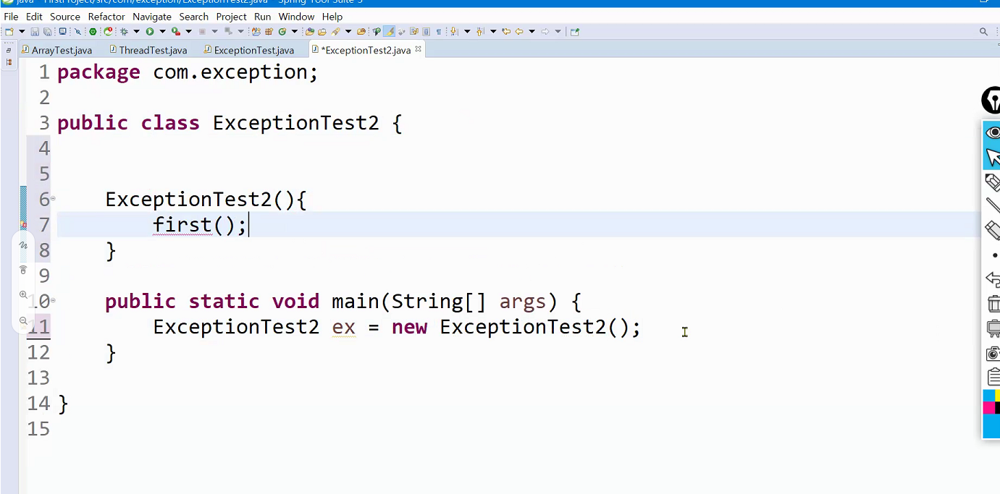 java - FirstProject/src/com/exception/ExceptionTest2.java - Spring Tool Suite 3
File Edit Source Refactor Navigate Search Project Run Window Help
ArrayTest.java ThreadTest.java ExceptionTest.java *ExceptionTest2.java
1 package com.exception;
2
3 public class ExceptionTest2 {
4
5
6 ExceptionTest2(){
7 first();
8 }
9
10 public static void main(String[] args) {
11 ExceptionTest2 ex = new ExceptionTest2();
12 }
13
14 }
15